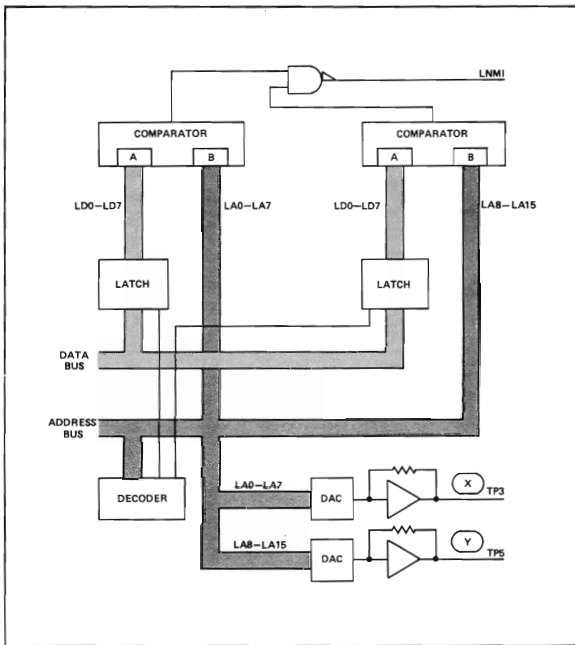 LNMI
COMPARATOR
A
B
COMPARATOR
A
B
LD0–LD7
LA0–LA7
LD0–LD7
LA8–LA15
LATCH
LATCH
DATA
BUS
ADDRESS
BUS
DECODER
LA0–LA7
DAC
X
TP3
LA8–LA15
DAC
Y
TP5